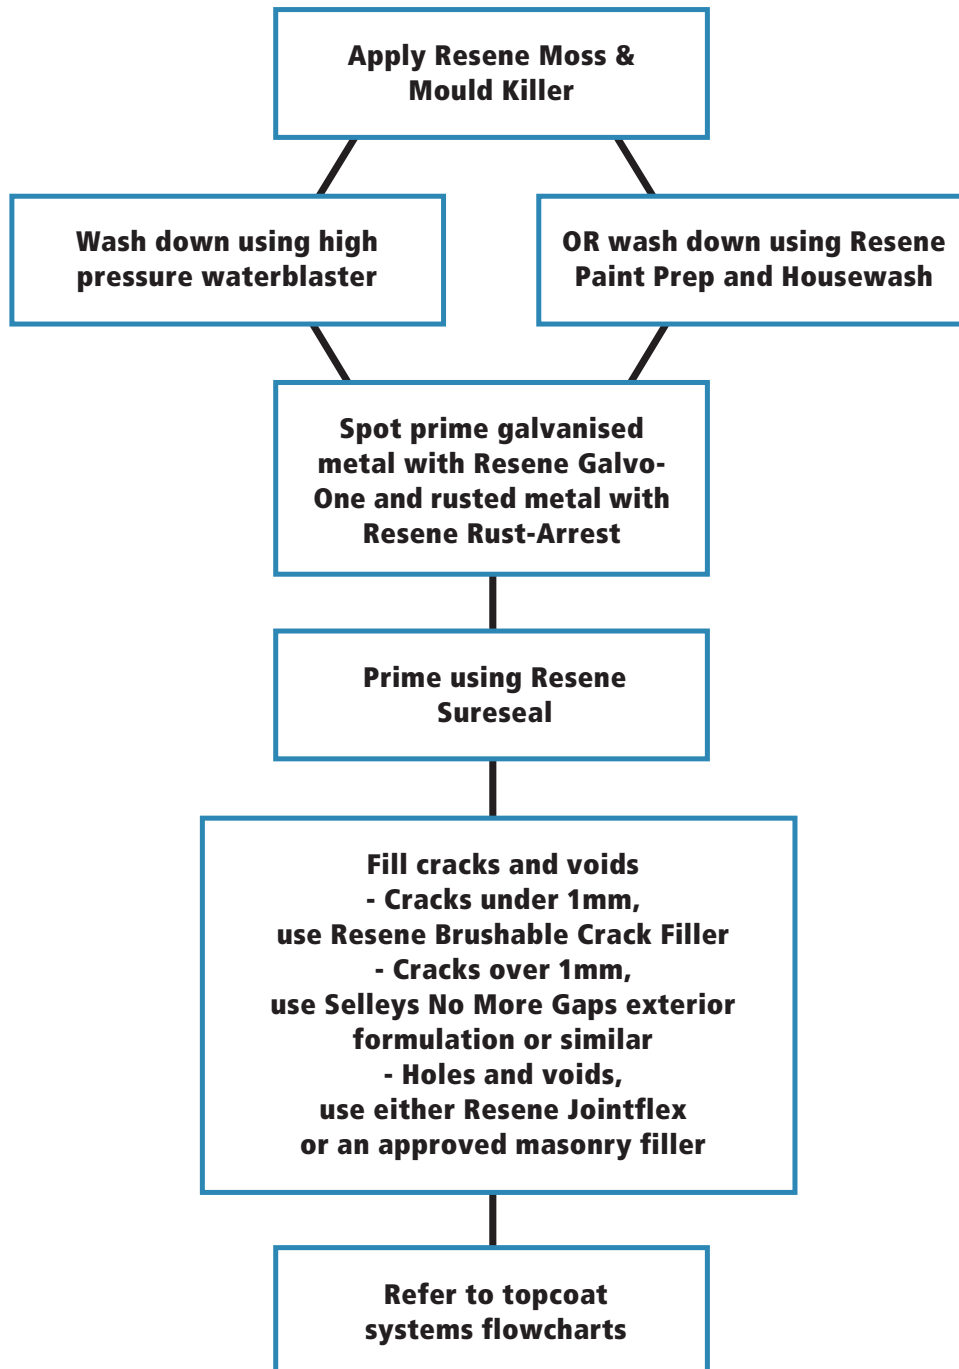 Apply Resene Moss &
Mould Killer
Wash down using high
pressure waterblaster
OR wash down using Resene
Paint Prep and Housewash
Spot prime galvanised
metal with Resene Galvo-
One and rusted metal with
Resene Rust-Arrest
Prime using Resene
Sureseal
Fill cracks and voids
- Cracks under 1mm,
use Resene Brushable Crack Filler
- Cracks over 1mm,
use Selleys No More Gaps exterior
formulation or similar
- Holes and voids,
use either Resene Jointflex
or an approved masonry filler
Refer to topcoat
systems flowcharts